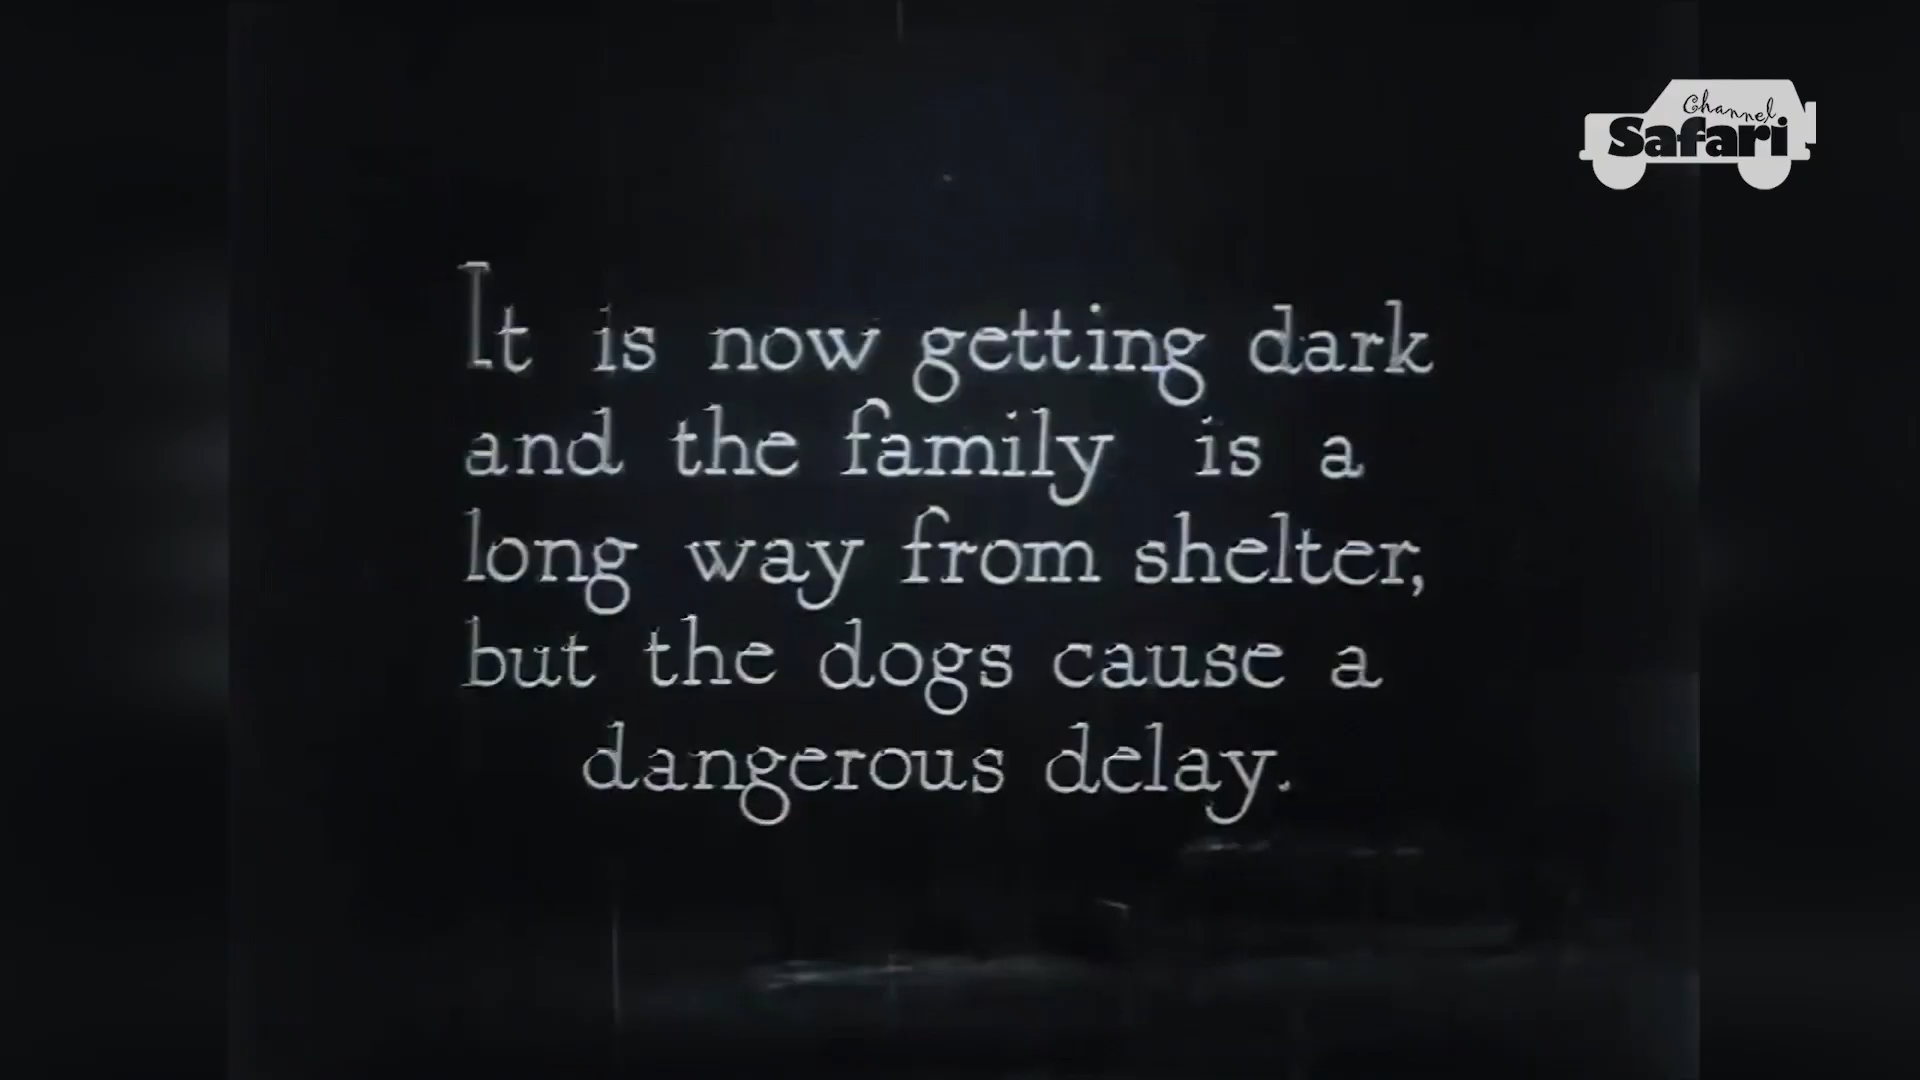 Channel
Safari
It is now getting dark
and the family is a
long way from shelter,
but the dogs cause a
dangerous delay.